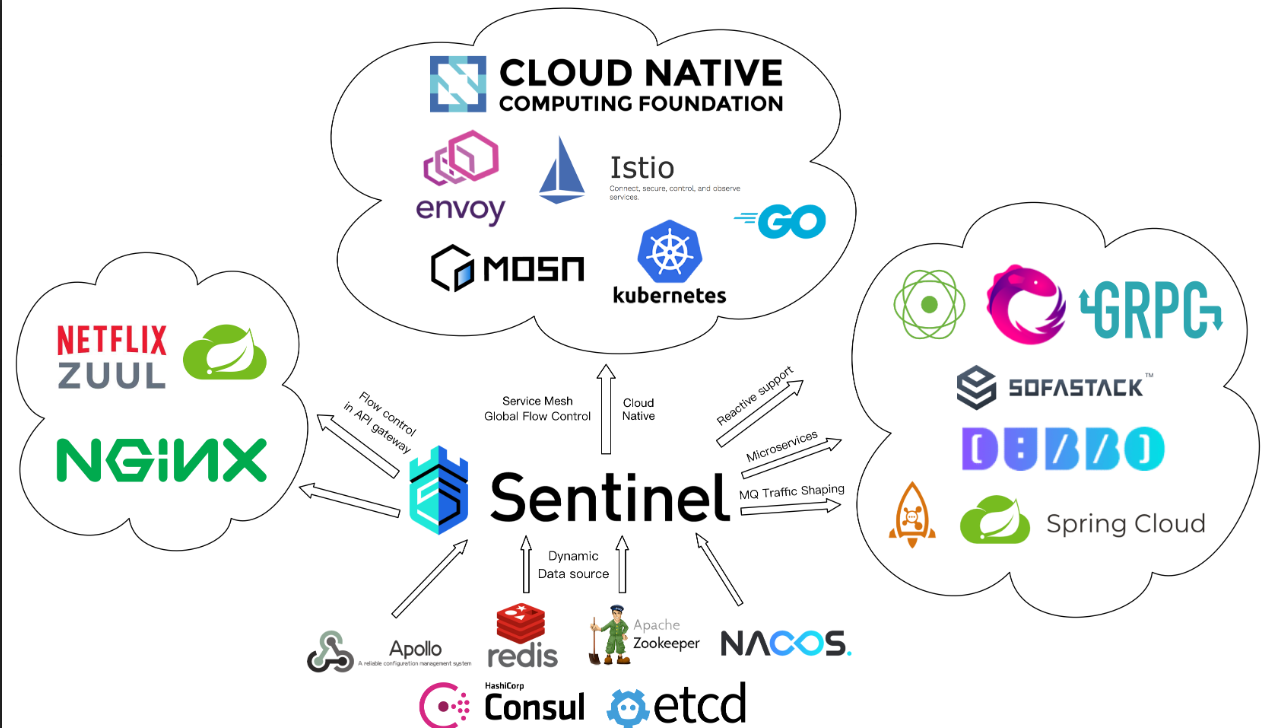 CLOUD NATIVE
COMPUTING FOUNDATION
envoy
Istio
Connect, secure, control, and observe
services.
GO
MOSN
kubernetes
NETFLIX
ZUUL
NGINX
GRPC
SOFASTACK™
DUBBO
Spring Cloud
Flow control
in API gateway
Service Mesh
Global Flow Control
Cloud
Native
Reactive support
Microservices
MQ Traffic Shaping
Sentinel
Dynamic
Data source
Apollo
A reliable configuration management system
redis
Apache
Zookeeper
NACOS.
HashiCorp
Consul
etcd